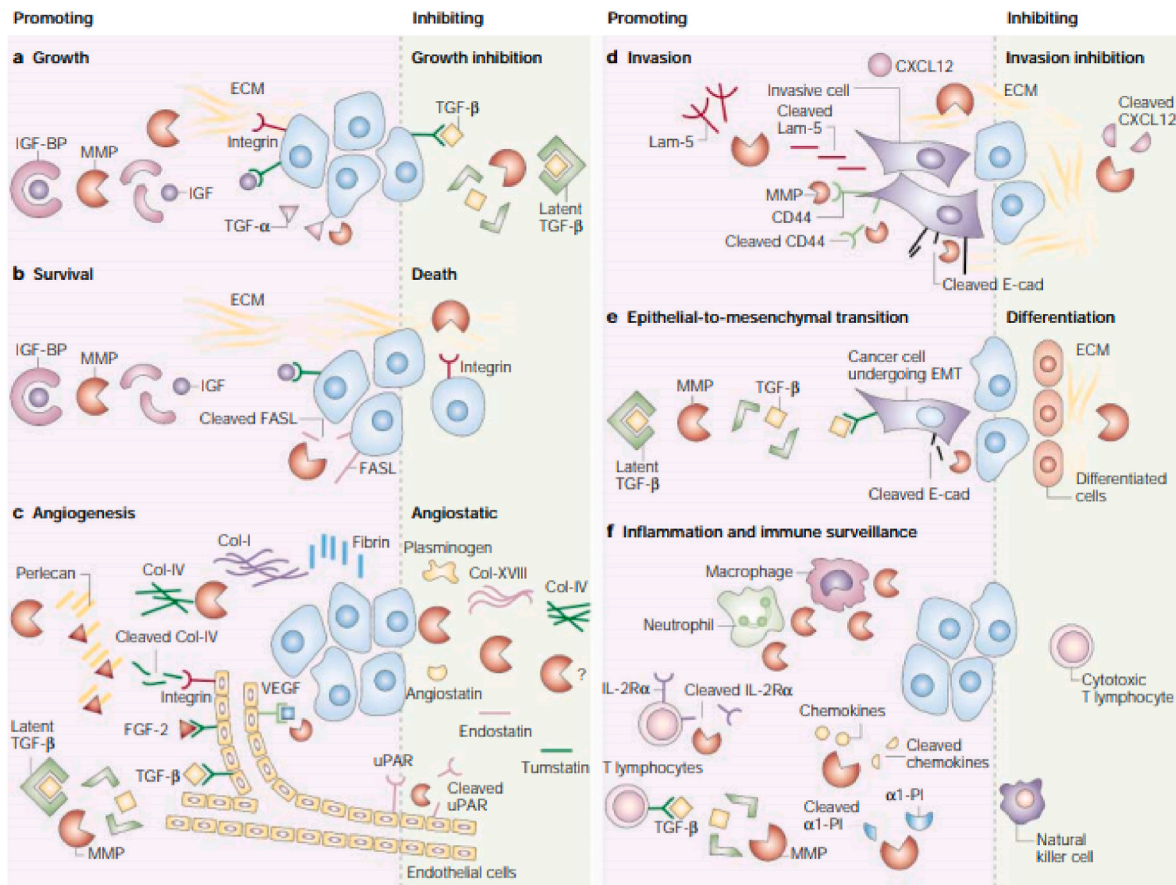 Promoting
Inhibiting
a Growth
Growth inhibition
ECM
TGF-β
Integrin
IGF-BP
MMP
IGF
TGF-α
Latent
TGF-β
b Survival
Death
ECM
IGF-BP
MMP
IGF
Integrin
Cleaved FASL
FASL
c Angiogenesis
Angiostatic
Col-I
Fibrin
Plasminogen
Perlecan
Col-IV
Col-XVIII
Col-IV
Cleaved Col-IV
Integrin
VEGF
Angiostatin
?
FGF-2
Endostatin
Latent
TGF-β
TGF-β
uPAR
Tumstatin
Cleaved
uPAR
MMP
Endothelial cells
Promoting
Inhibiting
d Invasion
Invasion inhibition
CXCL12
Invasive cell
ECM
Cleaved
CXCL12
Cleaved
Lam-5
Lam-5
MMP
CD44
Cleaved CD44
Cleaved E-cad
e Epithelial-to-mesenchymal transition
Differentiation
Cancer cell
undergoing EMT
ECM
MMP
TGF-β
Latent
TGF-β
Cleaved E-cad
Differentiated
cells
f Inflammation and immune surveillance
Macrophage
Neutrophil
IL-2Rα
Cleaved IL-2Rα
Cytotoxic
T lymphocyte
Chemokines
Cleaved
chemokines
T lymphocytes
α1-PI
Cleaved
α1-PI
TGF-β
MMP
Natural
killer cell